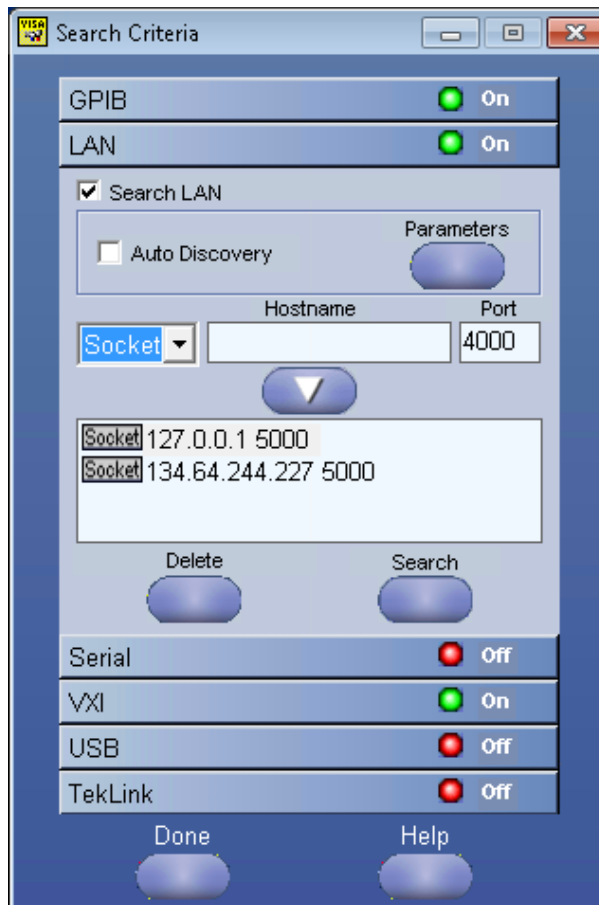 VISA
Search Criteria
GPIB On
LAN On
Search LAN
Auto Discovery
Parameters
Hostname Port
Socket 4000
Socket 127.0.0.1 5000
Socket 134.64.244.227 5000
Delete Search
Serial Off
VXI On
USB Off
TekLink Off
Done Help